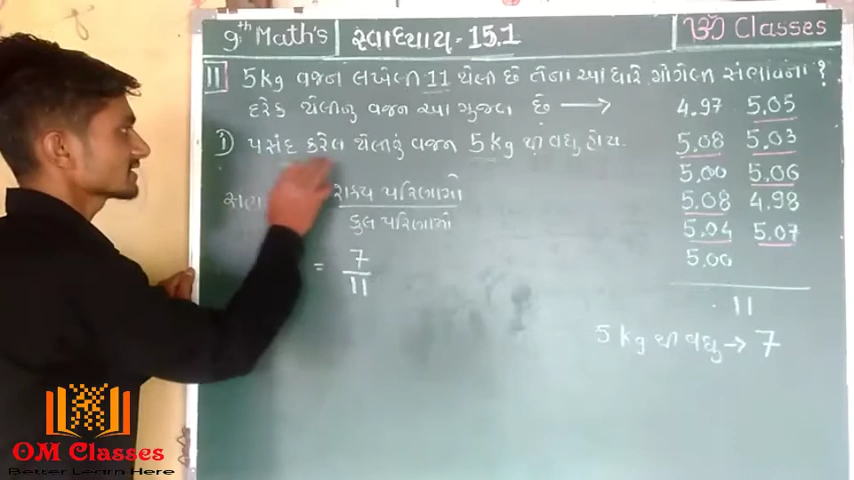 9th Math's સ્વાધ્યાય - 15.1 ૐ Classes
11 5kg વજન લખેલી 11 થેલી છે તેના આધારે સંભાવના ?
દરેક થેલીનુ વજન આ મુજબ છે → 4.97 5.05
① પસંદ કરેલ થેલીનું વજન 5kg થી વધુ હોય. 5.08 5.03
5.00 5.06
શક્ય પરિણામો 5.08 4.98
કુલ પરિણામો 5.04 5.07
= 7 5.00
11
11
5 kg થી વધુ → 7
OM Classes
Better Learn Here